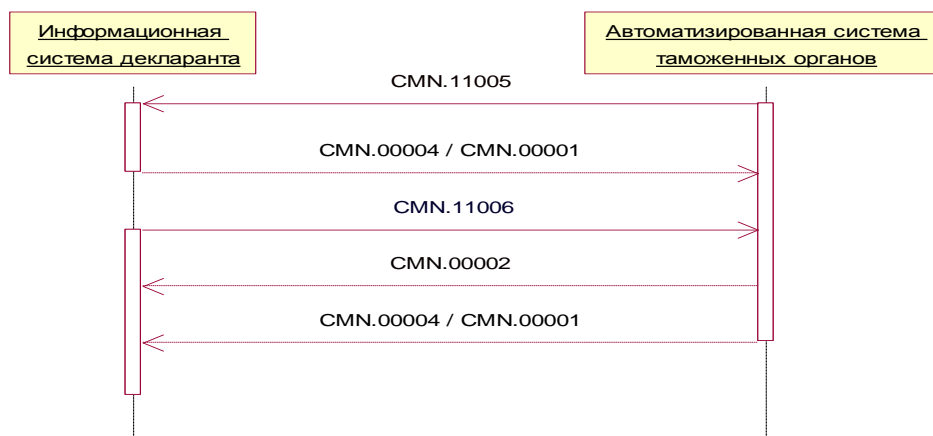 Информационная
система декларанта
Автоматизированная система
таможенных органов
CMN.11005
CMN.00004 / CMN.00001
CMN.11006
CMN.00002
CMN.00004 / CMN.00001